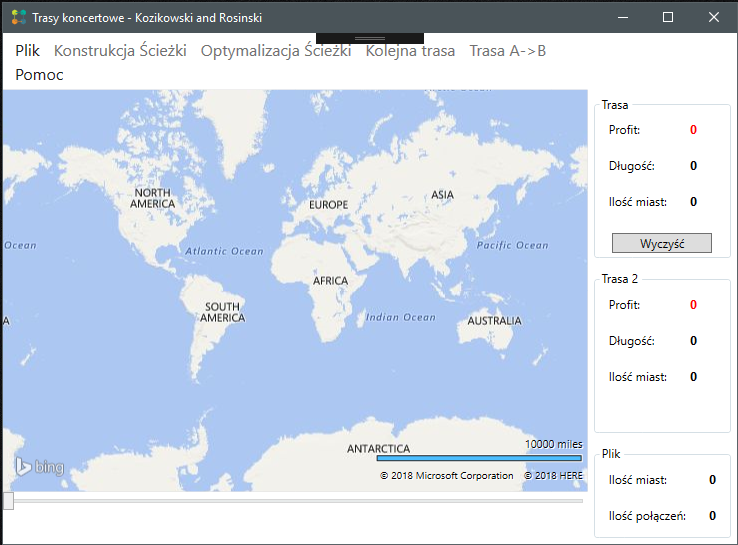 Trasy koncertowe - Kozikowski and Rosinski
Plik Konstrukcja Ścieżki Optymalizacja Ścieżki Kolejna trasa Trasa A->B
Pomoc
NORTH
AMERICA
EUROPE
ASIA
Ocean
Atlantic Ocean
Pacific Ocean
AFRICA
SOUTH
AMERICA
Indian Ocean
A
AUSTRALIA
ANTARCTICA
10000 miles
bing
© 2018 Microsoft Corporation © 2018 HERE
Trasa
Profit: 0
Długość: 0
Ilość miast: 0
Wyczyść
Trasa 2
Profit: 0
Długość: 0
Ilość miast: 0
Plik
Ilość miast: 0
Ilość połączeń: 0